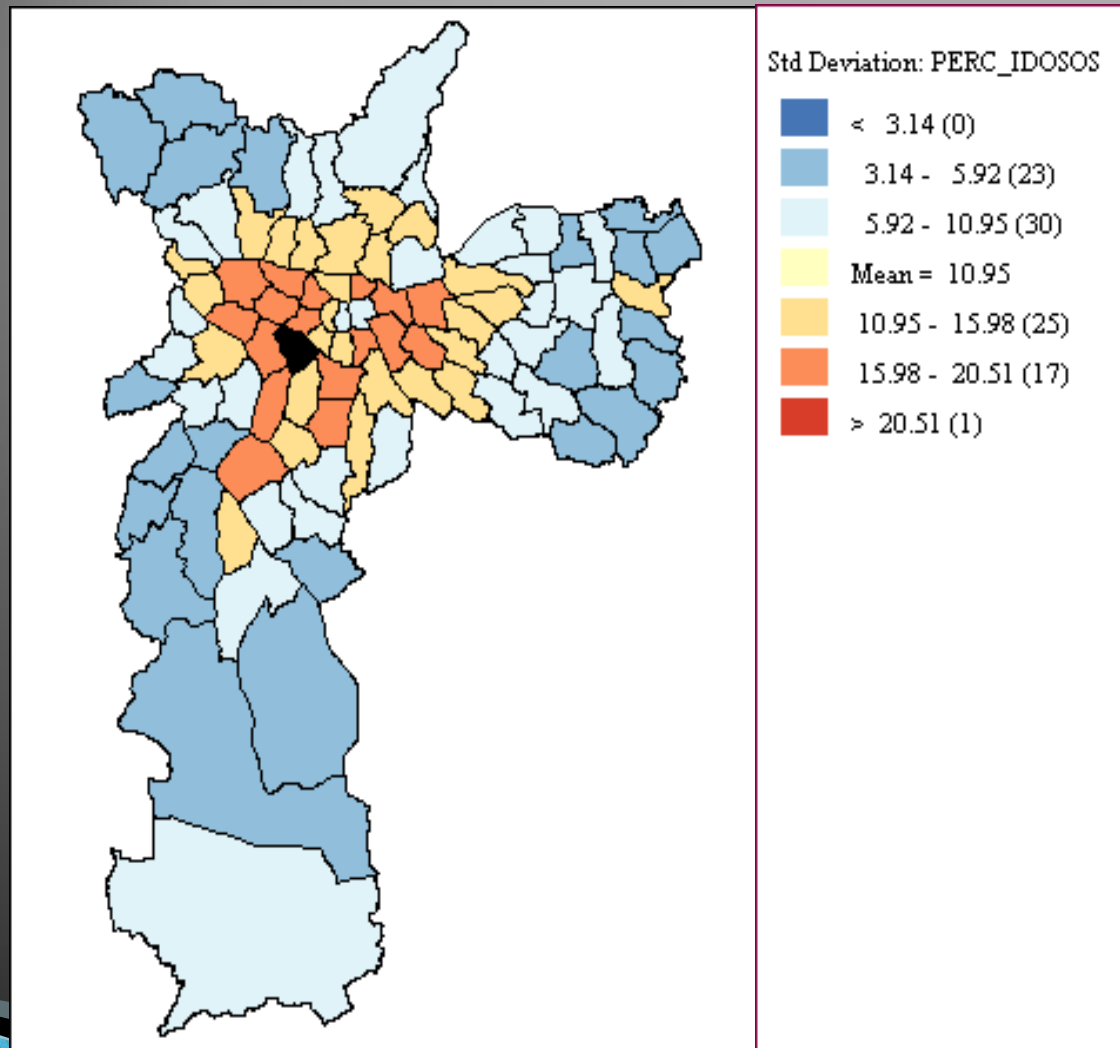 Std Deviation: PERC_IDOSOS
< 3.14 (0)
3.14 - 5.92 (23)
5.92 - 10.95 (30)
Mean = 10.95
10.95 - 15.98 (25)
15.98 - 20.51 (17)
> 20.51 (1)